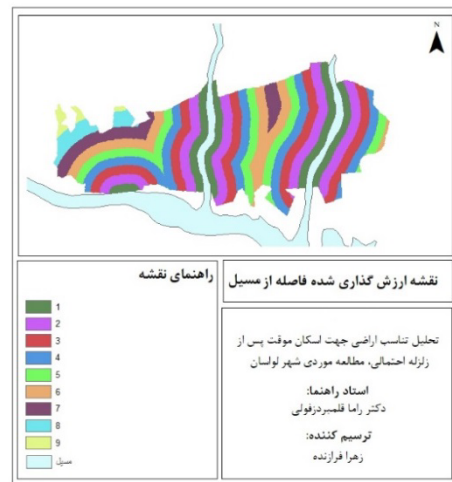 N
نقشه ارزش گذاری شده فاصله از مسیل
راهنمای نقشه
1
2
3
4
5
6
7
8
9
مسیل
تحلیل تناسب اراضی جهت اسکان موقت پس از
زلزله احتمالی، مطالعه موردی شهر لواسان
استاد راهنما:
دکتر راما قلمبردزفولی
ترسیم کننده:
زهرا فرازنده